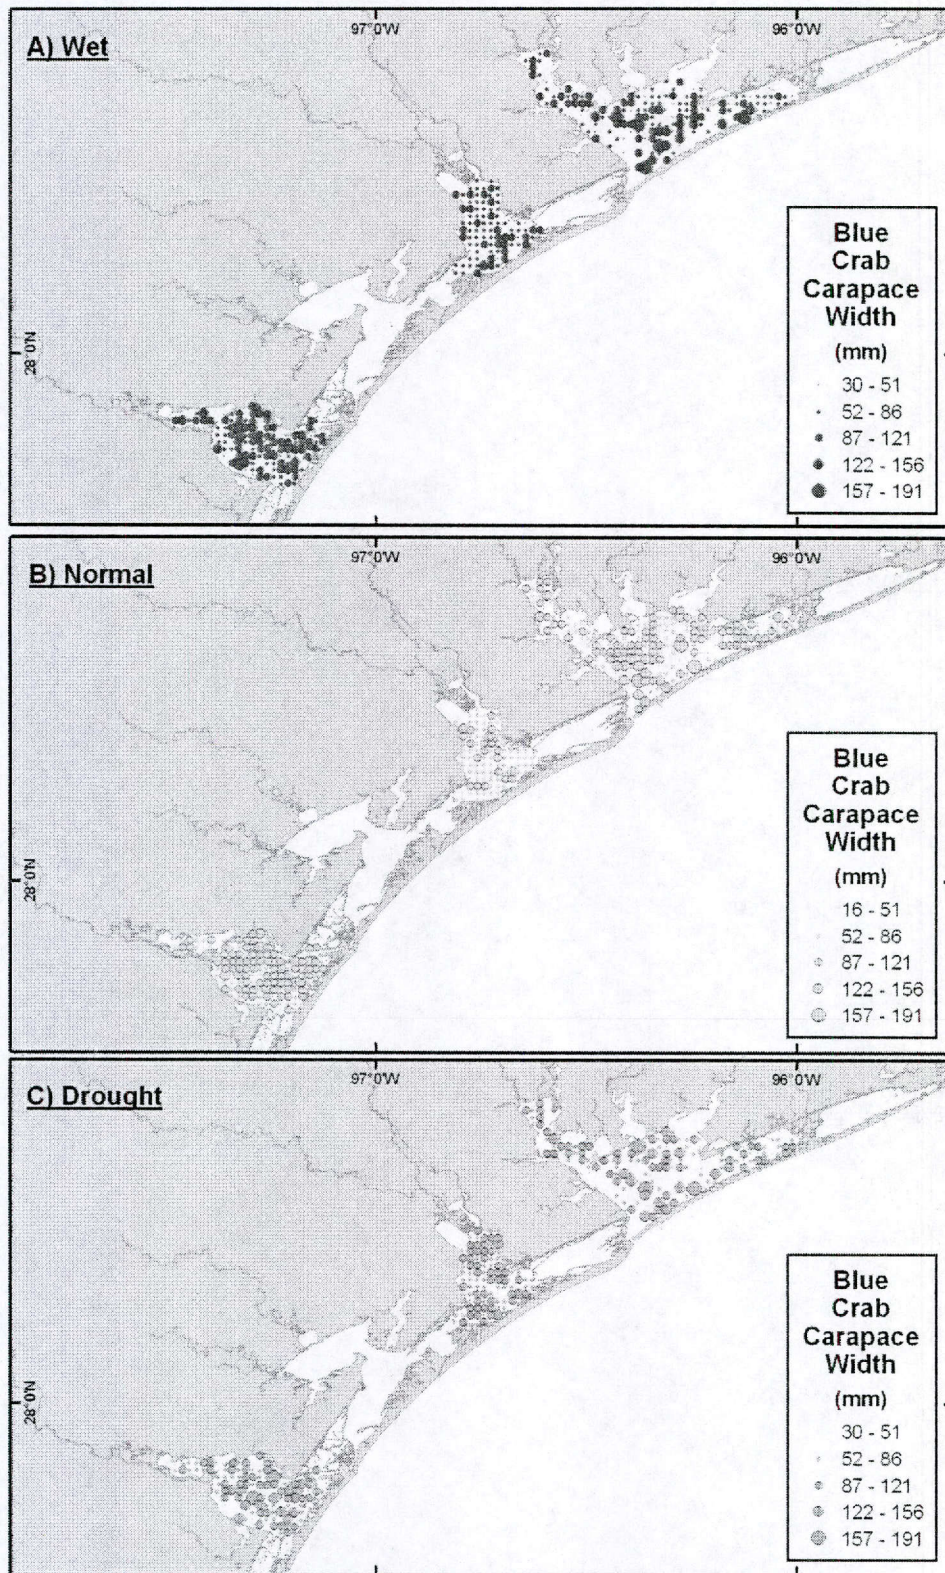 A) Wet
97°0'W
96°0'W
28°0'N
Blue
Crab
Carapace
Width
(mm)
30 - 51
52 - 86
87 - 121
122 - 156
157 - 191
B) Normal
97°0'W
96°0'W
28°0'N
Blue
Crab
Carapace
Width
(mm)
16 - 51
52 - 86
87 - 121
122 - 156
157 - 191
C) Drought
97°0'W
96°0'W
28°0'N
Blue
Crab
Carapace
Width
(mm)
30 - 51
52 - 86
87 - 121
122 - 156
157 - 191